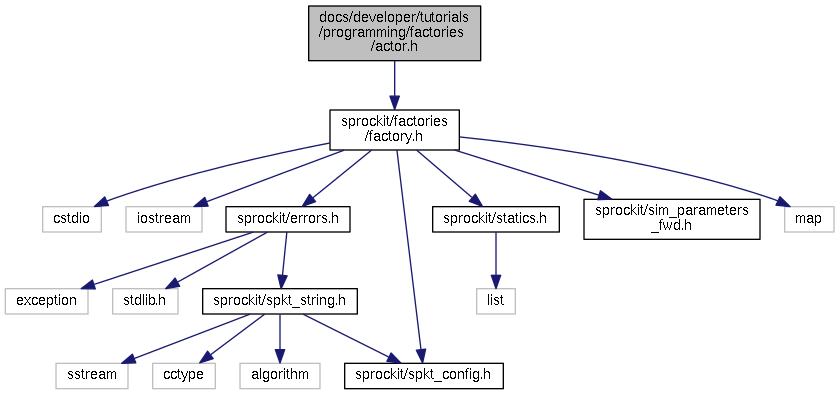 docs/developer/tutorials
/programming/factories
/actor.h
sprockit/factories
/factory.h
cstdio
iostream
sprockit/errors.h
sprockit/statics.h
sprockit/sim_parameters
_fwd.h
map
exception
stdlib.h
sprockit/spkt_string.h
list
sstream
cctype
algorithm
sprockit/spkt_config.h